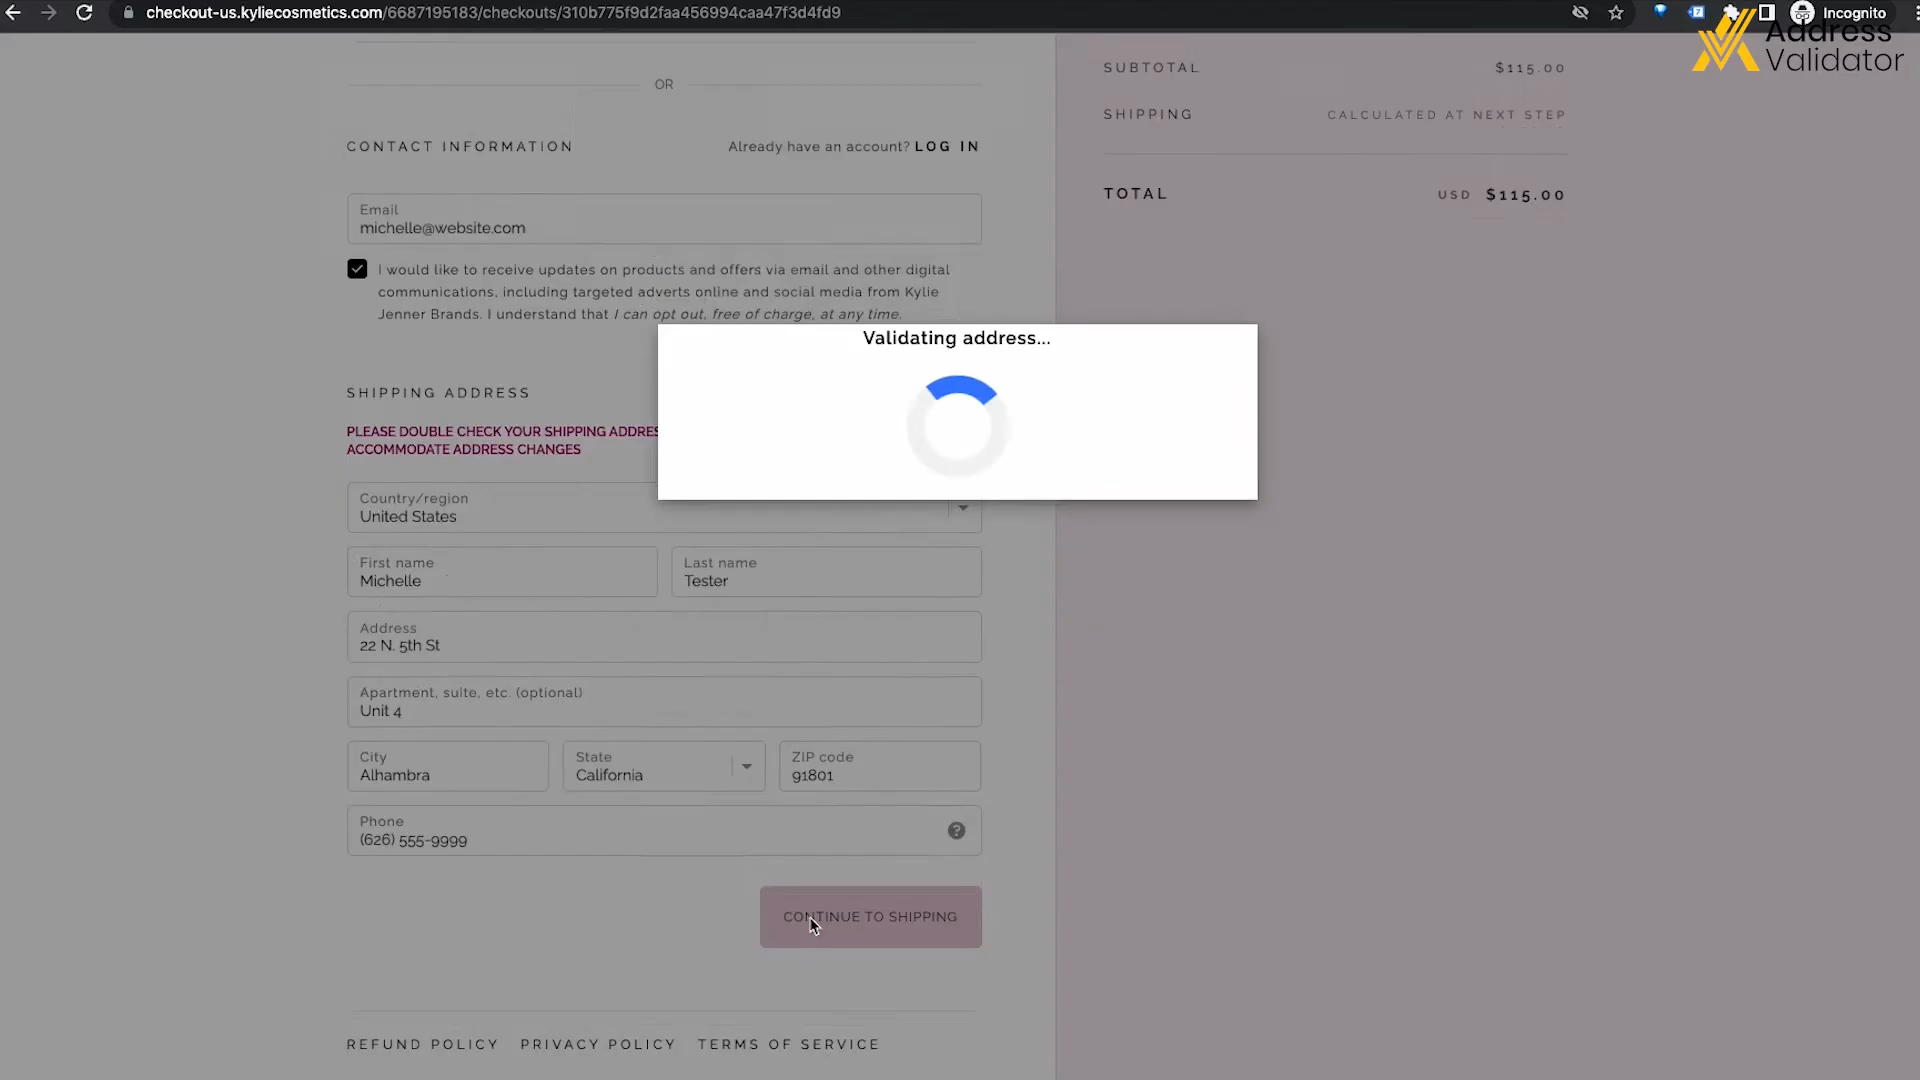 checkout-us.kyliecosmetics.com/6687195183/checkouts/310b775f9d2faa456994caa47f3d4fd9
Incognito
Address
Validator
OR
CONTACT INFORMATION
Already have an account? LOG IN
Email
michelle@website.com
I would like to receive updates on products and offers via email and other digital
communications, including targeted adverts online and social media from Kylie
Jenner Brands. I understand that I can opt out, free of charge, at any time.
Validating address...
SHIPPING ADDRESS
PLEASE DOUBLE CHECK YOUR SHIPPING
ACCOMMODATE ADDRESS CHANGES
Country/region
United States
First name
Michelle
Last name
Tester
Address
22 N. 5th St
Apartment, suite, etc. (optional)
Unit 4
City
Alhambra
State
California
ZIP code
91801
Phone
(626) 555-9999
?
CONTINUE TO SHIPPING
REFUND POLICY PRIVACY POLICY TERMS OF SERVICE
SUBTOTAL $115.00
SHIPPING CALCULATED AT NEXT STEP
TOTAL USD $115.00